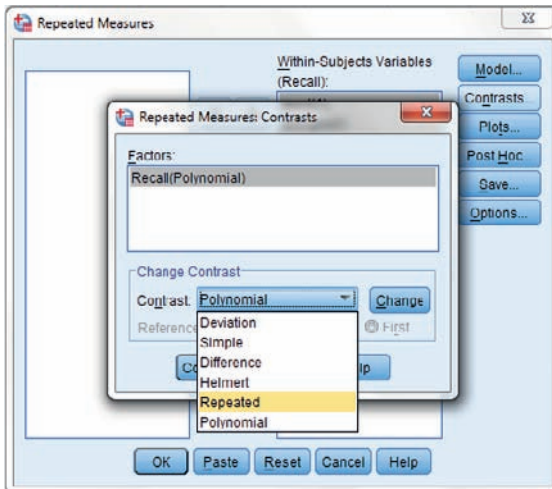 Repeated Measures
Within-Subjects Variables
(Recall):
Model...
Contrasts
Plots...
Post Hoc
Save...
Options...
Repeated Measures: Contrasts
Factors:
Recall(Polynomial)
Change Contrast
Contrast: Polynomial
Change
Reference
First
Deviation
Simple
Difference
Helmert
Repeated
Polynomial
OK
Paste
Reset
Cancel
Help